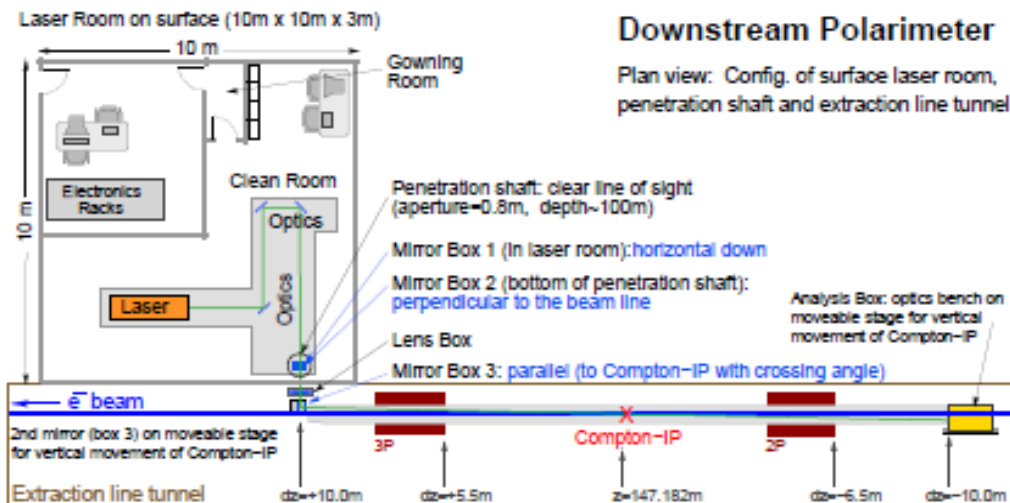 Laser Room on surface (10m x 10m x 3m)
10 m
Downstream Polarimeter
Plan view: Config. of surface laser room,
penetration shaft and extraction line tunnel
Gowning
Room
10 m
Electronics
Racks
Clean Room
Optics
Optics
Laser
Penetration shaft: clear line of sight
(aperture=0.8m, depth~100m)
Mirror Box 1 (in laser room):horizontal down
Mirror Box 2 (bottom of penetration shaft):
perpendicular to the beam line
Lens Box
Mirror Box 3: parallel (to Compton-IP with crossing angle)
Analysis Box: optics bench on
moveable stage for vertical
movement of Compton-IP
e⁻ beam
2nd mirror (box 3) on moveable stage
for vertical movement of Compton-IP
3P
Compton-IP
2P
Extraction line tunnel
dz=+10.0m
dz=+5.5m
z=147.182m
dz=-6.5m
dz=-10.0m